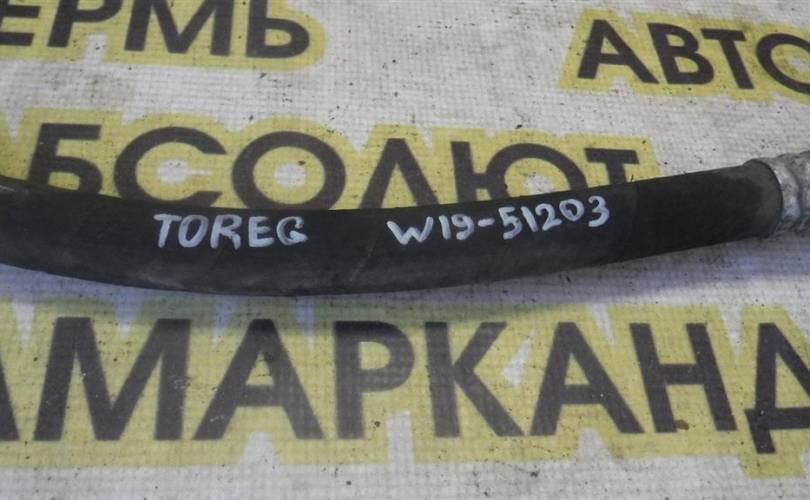 ЕРМЬ АВТО
БСОЛЮТ
TOREG W19-51203
АМАРКАНД